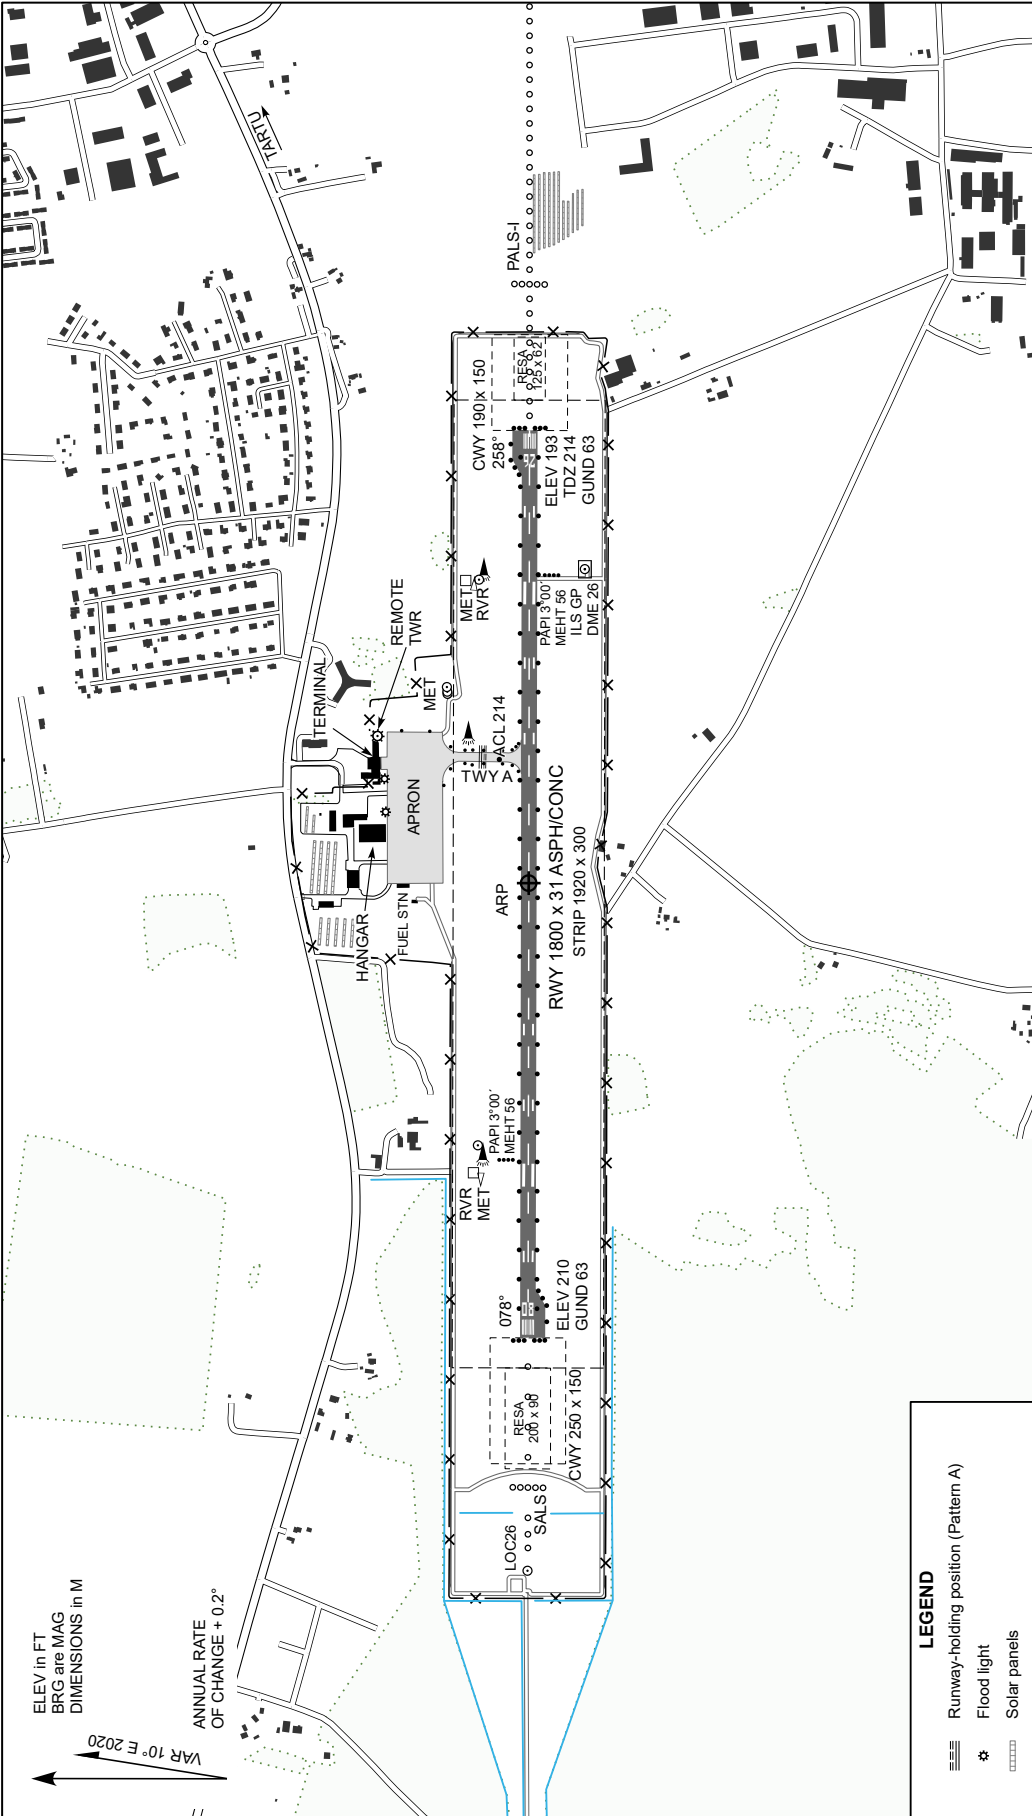 TARTU
PALS-I
RESA
125 x 62
CWY 190 x 150
258°
26
ELEV 193
TDZ 214
GUND 63
MET
RVR
PAPI 3°00´
MEHT 56
ILS GP
DME 26
REMOTE
TWR
TERMINAL
MET
ACL 214
TWY A
APRON
RWY 1800 x 31 ASPH/CONC
STRIP 1920 x 300
ARP
HANGAR
FUEL STN
PAPI 3°00´
MEHT 56
RVR
MET
078°
08
ELEV 210
GUND 63
RESA
200 x 90
CWY 250 x 150
SALS
LOC26
ELEV in FT
BRG are MAG
DIMENSIONS in M
ANNUAL RATE
OF CHANGE + 0.2°
VAR 10° E 2020
LEGEND
Runway-holding position (Pattern A)
Flood light
Solar panels